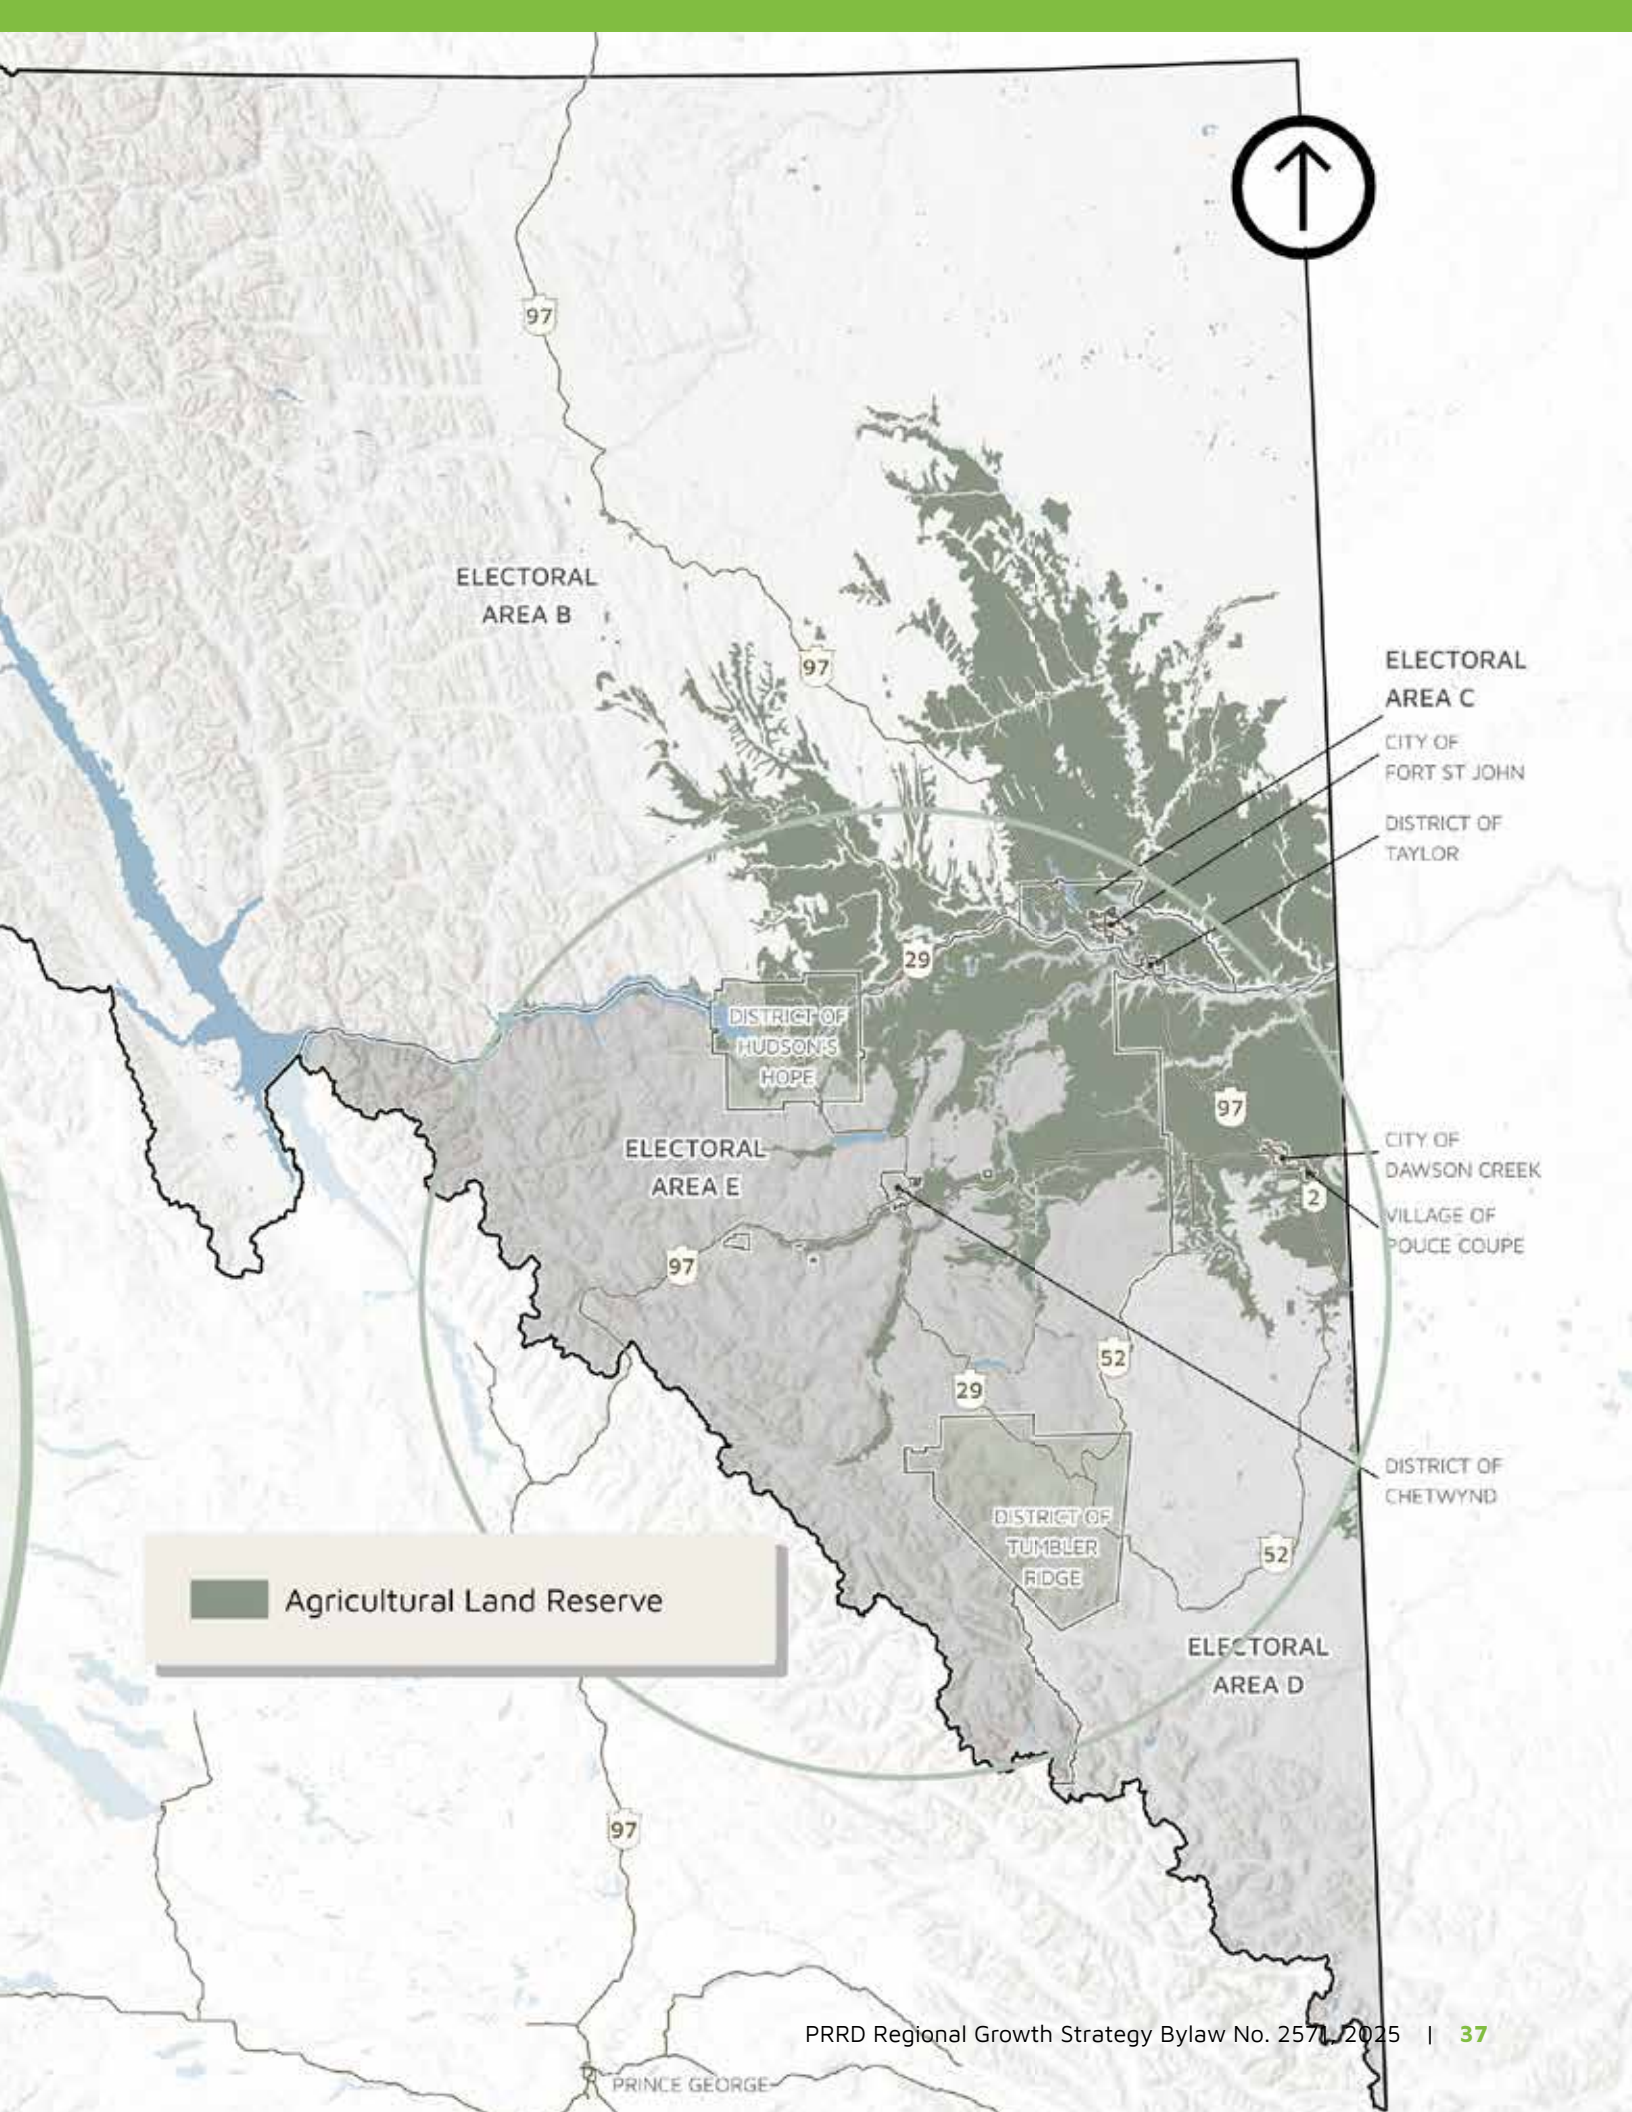 97
ELECTORAL
AREA B
97
ELECTORAL
AREA C
CITY OF
FORT ST JOHN
DISTRICT OF
TAYLOR
29
DISTRICT OF
HUDSON'S
HOPE
97
ELECTORAL
AREA E
CITY OF
DAWSON CREEK
2
VILLAGE OF
POUCE COUPE
97
52
29
DISTRICT OF
CHETWYND
DISTRICT OF
TUMBLER
RIDGE
52
Agricultural Land Reserve
ELECTORAL
AREA D
97
PRRD Regional Growth Strategy Bylaw No. 2571, 2025 | 37
PRINCE GEORGE